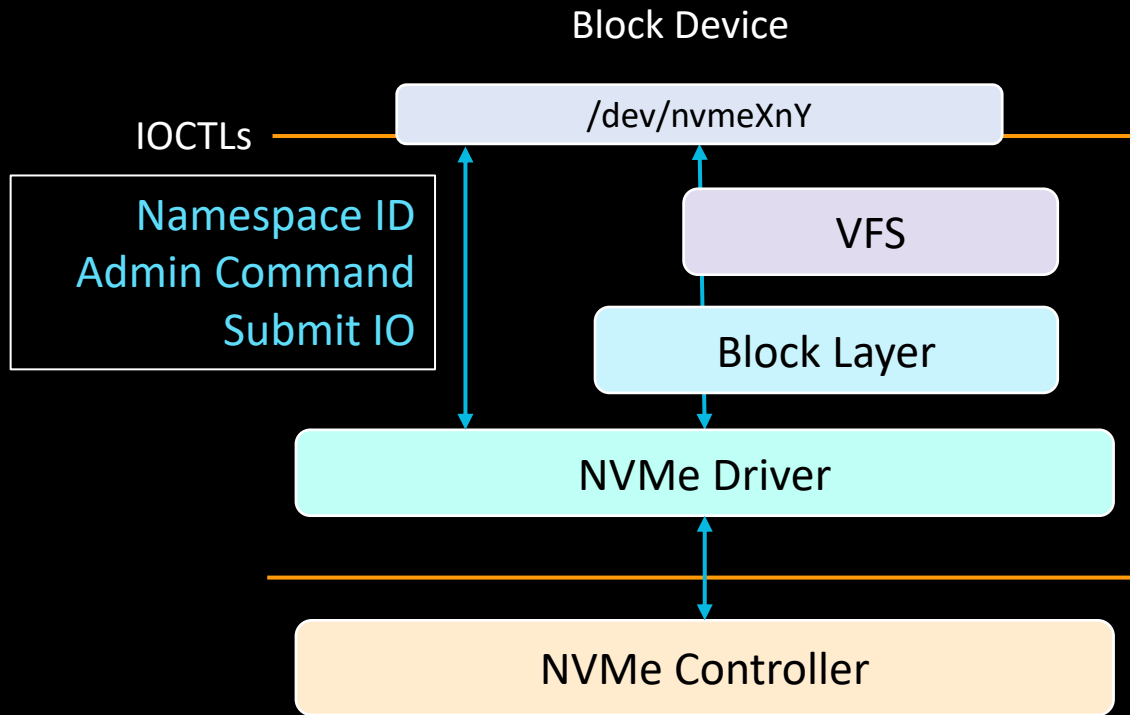 Block Device
/dev/nvmeXnY
IOCTLs
Namespace ID
Admin Command
Submit IO
VFS
Block Layer
NVMe Driver
NVMe Controller